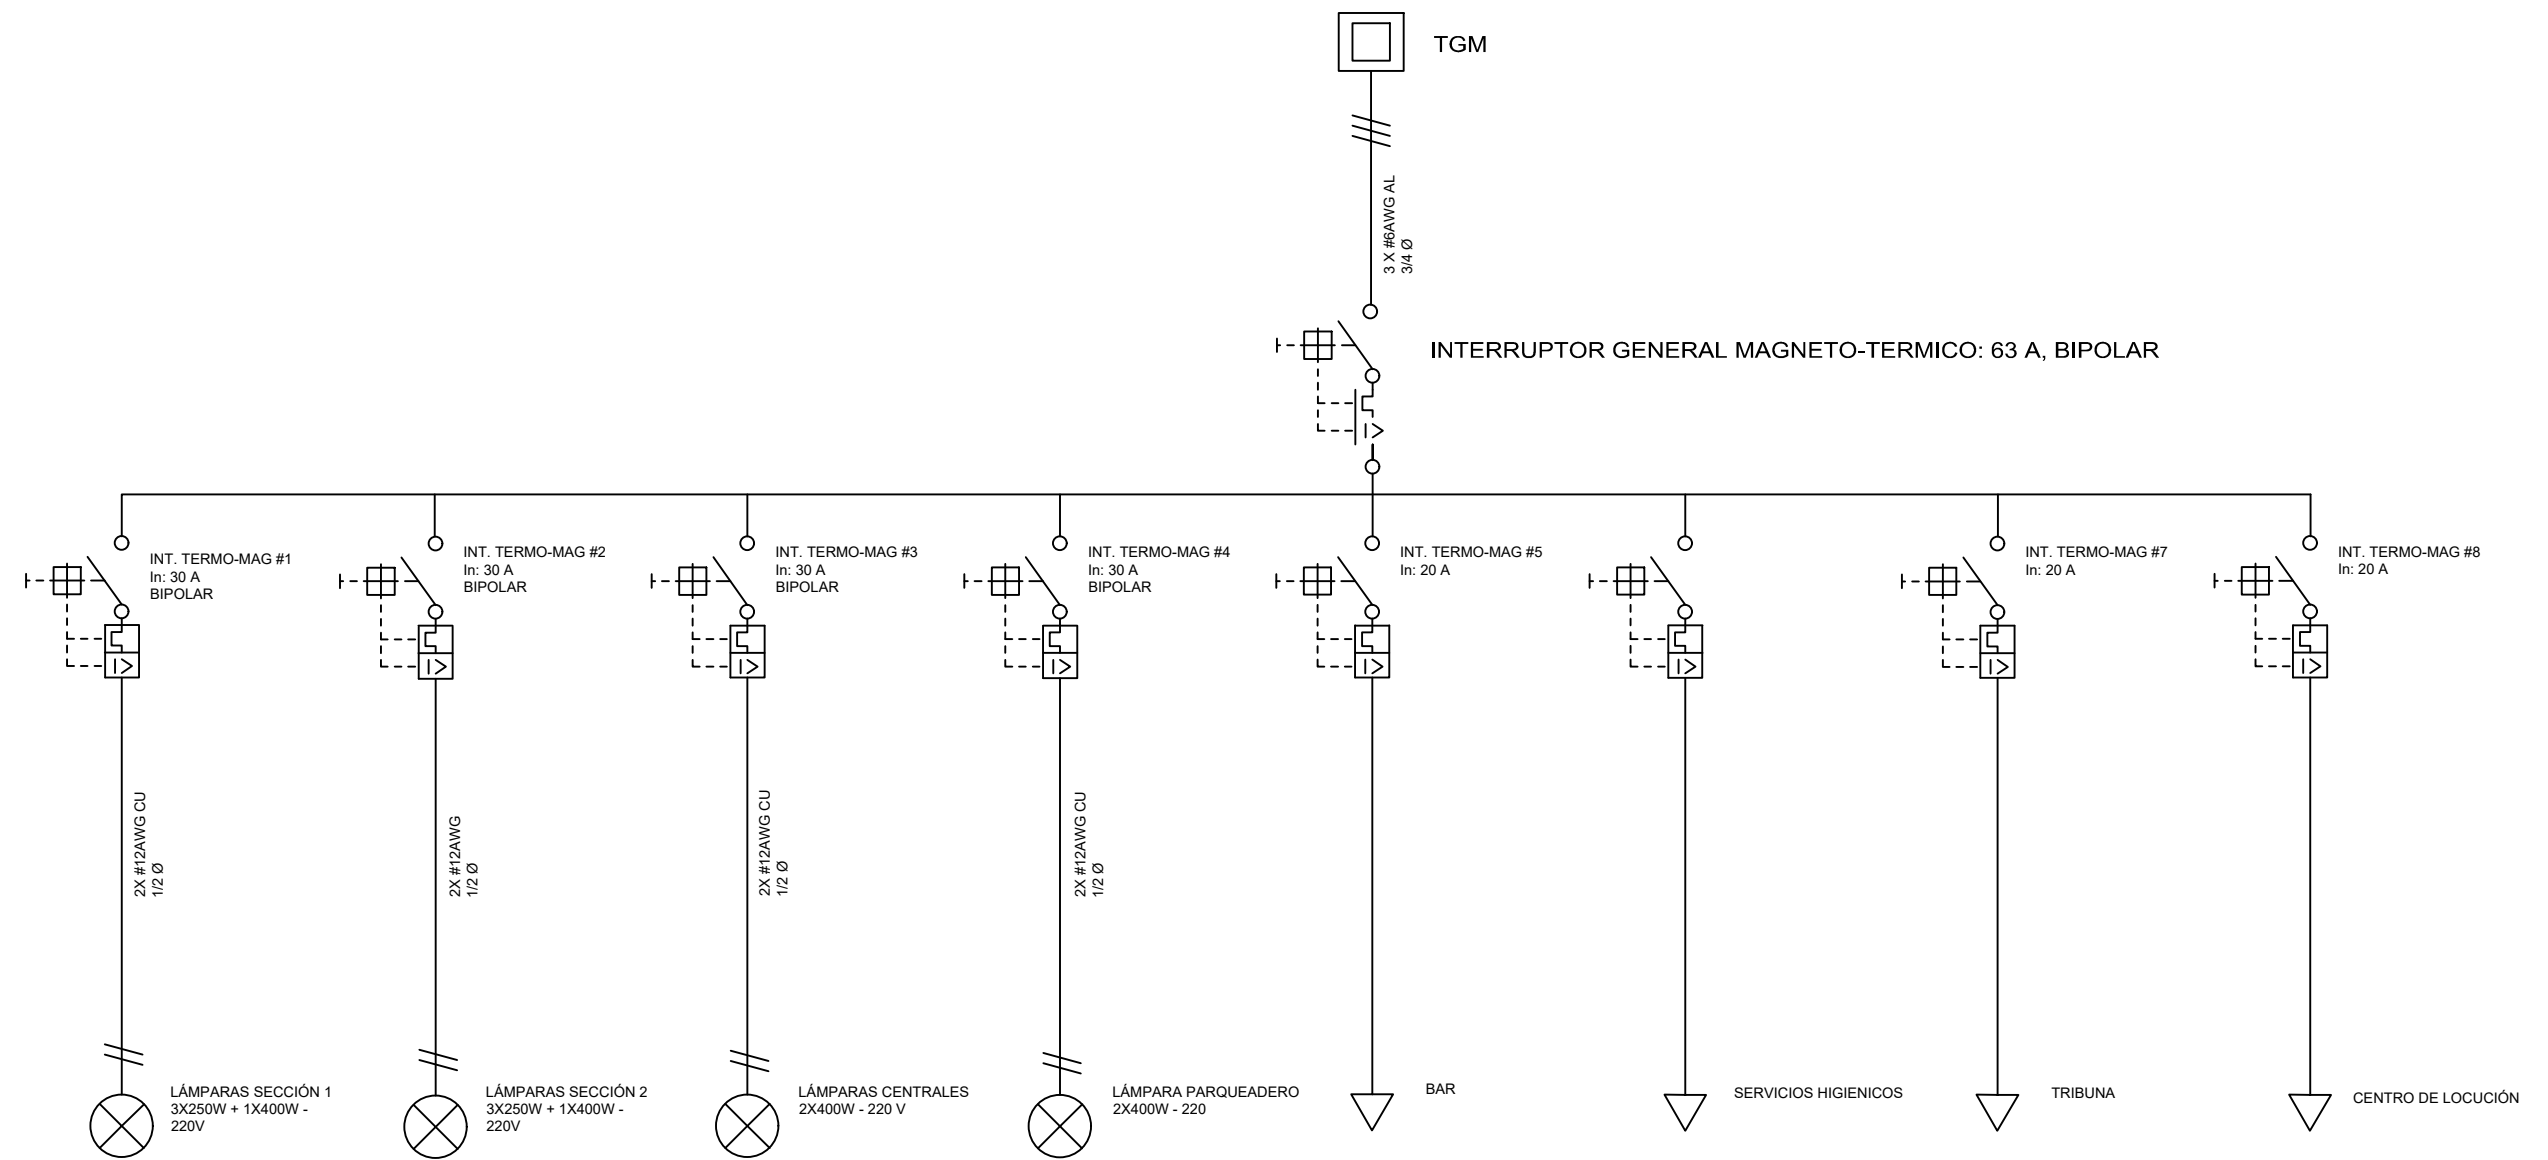 TGM
3 X #6AWG AL
3/4 Ø
INTERRUPTOR GENERAL MAGNETO-TERMICO: 63 A, BIPOLAR
INT. TERMO-MAG #1
In: 30 A
BIPOLAR
INT. TERMO-MAG #2
In: 30 A
BIPOLAR
INT. TERMO-MAG #3
In: 30 A
BIPOLAR
INT. TERMO-MAG #4
In: 30 A
BIPOLAR
INT. TERMO-MAG #5
In: 20 A
INT. TERMO-MAG #7
In: 20 A
INT. TERMO-MAG #8
In: 20 A
2X #12AWG CU
1/2 Ø
2X #12AWG
1/2 Ø
2X #12AWG CU
1/2 Ø
2X #12AWG CU
1/2 Ø
LÁMPARAS SECCIÓN 1
3X250W + 1X400W -
220V
LÁMPARAS SECCIÓN 2
3X250W + 1X400W -
220V
LÁMPARAS CENTRALES
2X400W - 220 V
LÁMPARA PARQUEADERO
2X400W - 220
BAR
SERVICIOS HIGIENICOS
TRIBUNA
CENTRO DE LOCUCIÓN